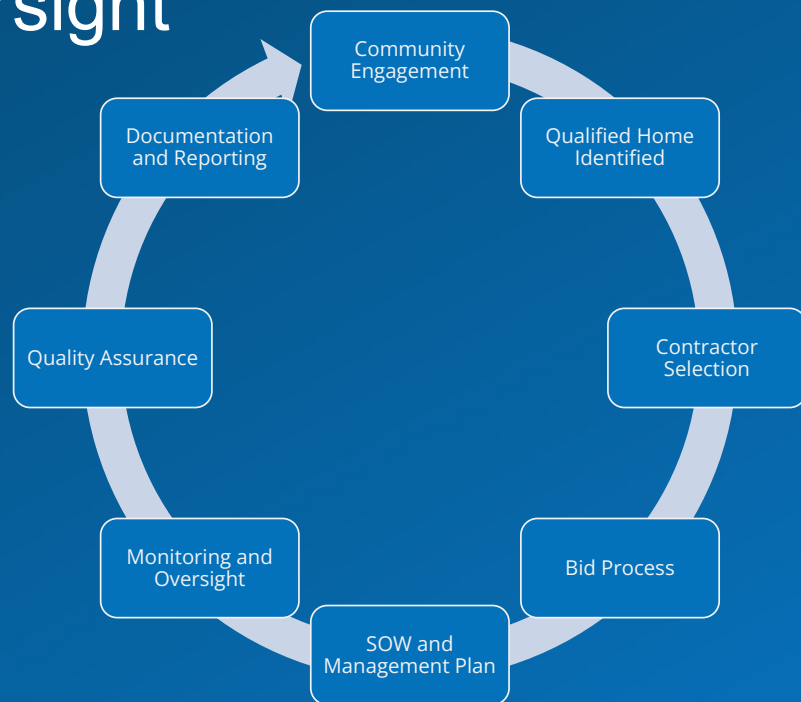 sight
Community
Engagement
Qualified Home
Identified
Contractor
Selection
Bid Process
SOW and
Management Plan
Monitoring and
Oversight
Quality Assurance
Documentation
and Reporting